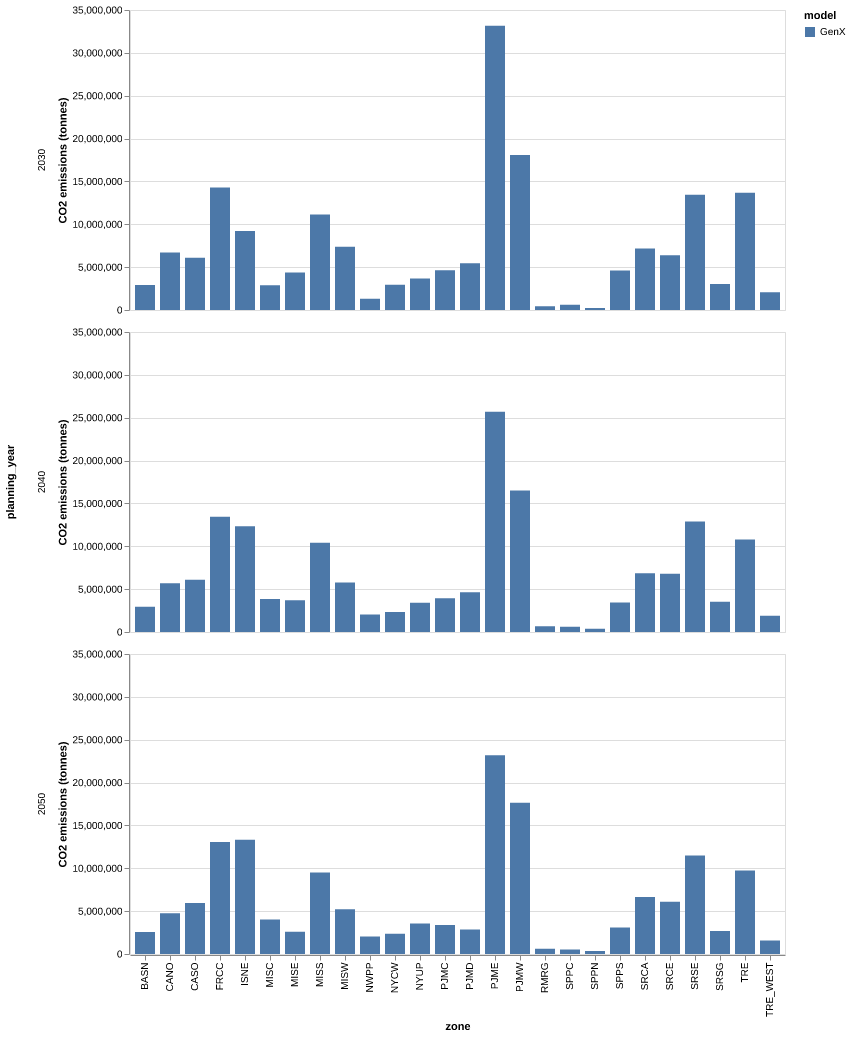 model
GenX
planning_year
2030
CO2 emissions (tonnes)
35,000,000
30,000,000
25,000,000
20,000,000
15,000,000
10,000,000
5,000,000
0
2040
CO2 emissions (tonnes)
35,000,000
30,000,000
25,000,000
20,000,000
15,000,000
10,000,000
5,000,000
0
2050
CO2 emissions (tonnes)
35,000,000
30,000,000
25,000,000
20,000,000
15,000,000
10,000,000
5,000,000
0
BASN
CANO
CASO
FRCC
ISNE
MISC
MISE
MISS
MISW
NWPP
NYCW
NYUP
PJMC
PJMD
PJME
PJMW
RMRG
SPPC
SPPN
SPPS
SRCA
SRCE
SRSE
SRSG
TRE
TRE_WEST
zone